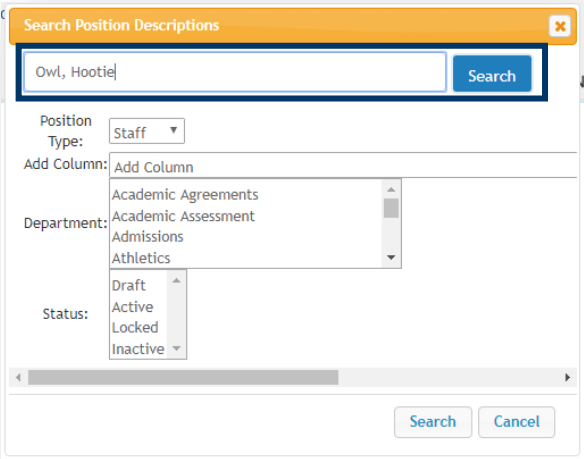 Search Position Descriptions
Owl, Hootie
Search
Position
Type:
Staff
Add Column:
Add Column
Department:
Academic Agreements
Academic Assessment
Admissions
Athletics
Status:
Draft
Active
Locked
Inactive
Search
Cancel